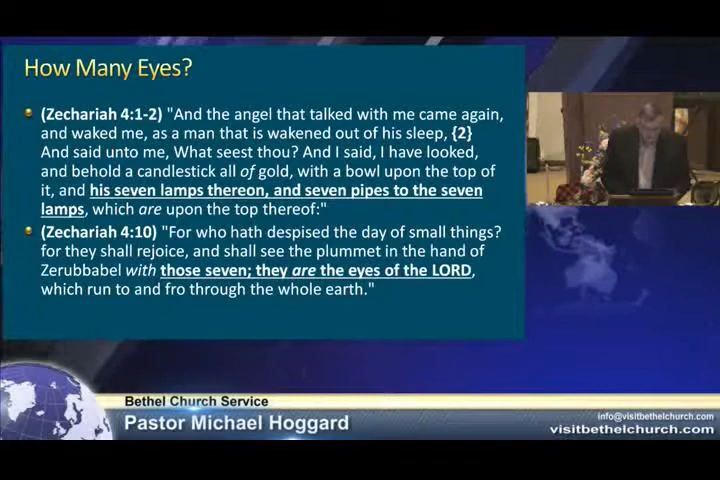 How Many Eyes?
(Zechariah 4:1-2) "And the angel that talked with me came again,
and waked me, as a man that is wakened out of his sleep, {2}
And said unto me, What seest thou? And I said, I have looked,
and behold a candlestick all of gold, with a bowl upon the top of
it, and his seven lamps thereon, and seven pipes to the seven
lamps, which are upon the top thereof:"
(Zechariah 4:10) "For who hath despised the day of small things?
for they shall rejoice, and shall see the plummet in the hand of
Zerubbabel with those seven; they are the eyes of the LORD,
which run to and fro through the whole earth."
Bethel Church Service
Pastor Michael Hoggard
info@visitbethelchurch.com
visitbethelchurch.com